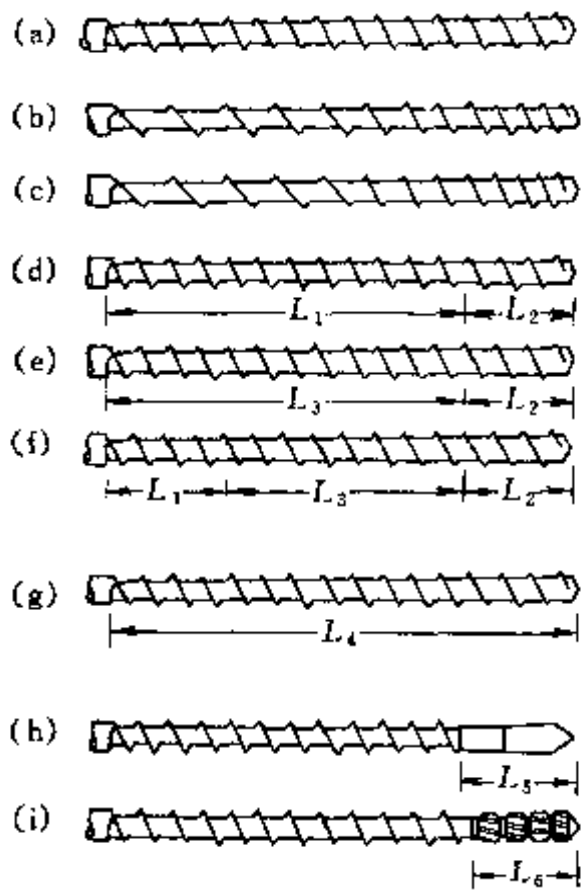 (a)
(b)
(c)
(d)
L₁ L₂
(e)
L₃ L₂
(f)
L₁ L₃ L₂
(g)
L₄
(h)
L₅
(i)
L₆